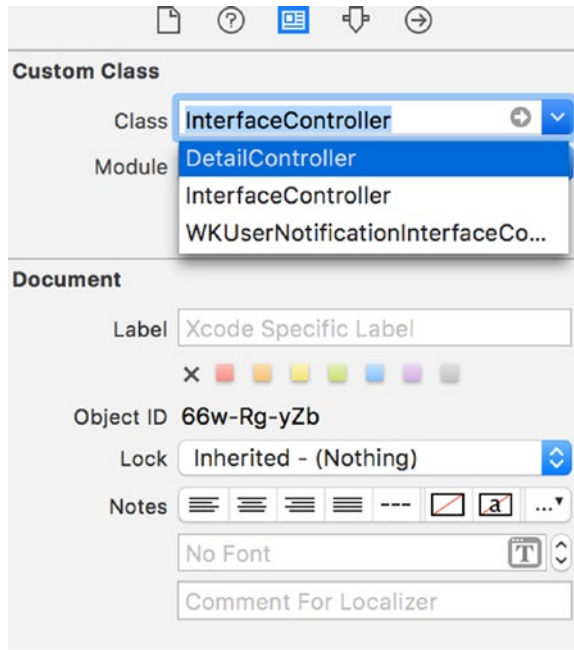 Custom Class
Class InterfaceController
Module DetailController
InterfaceController
WKUserNotificationInterfaceCo...
Document
Label Xcode Specific Label
Object ID 66w-Rg-yZb
Lock Inherited - (Nothing)
Notes --- a ...
No Font T
Comment For Localizer